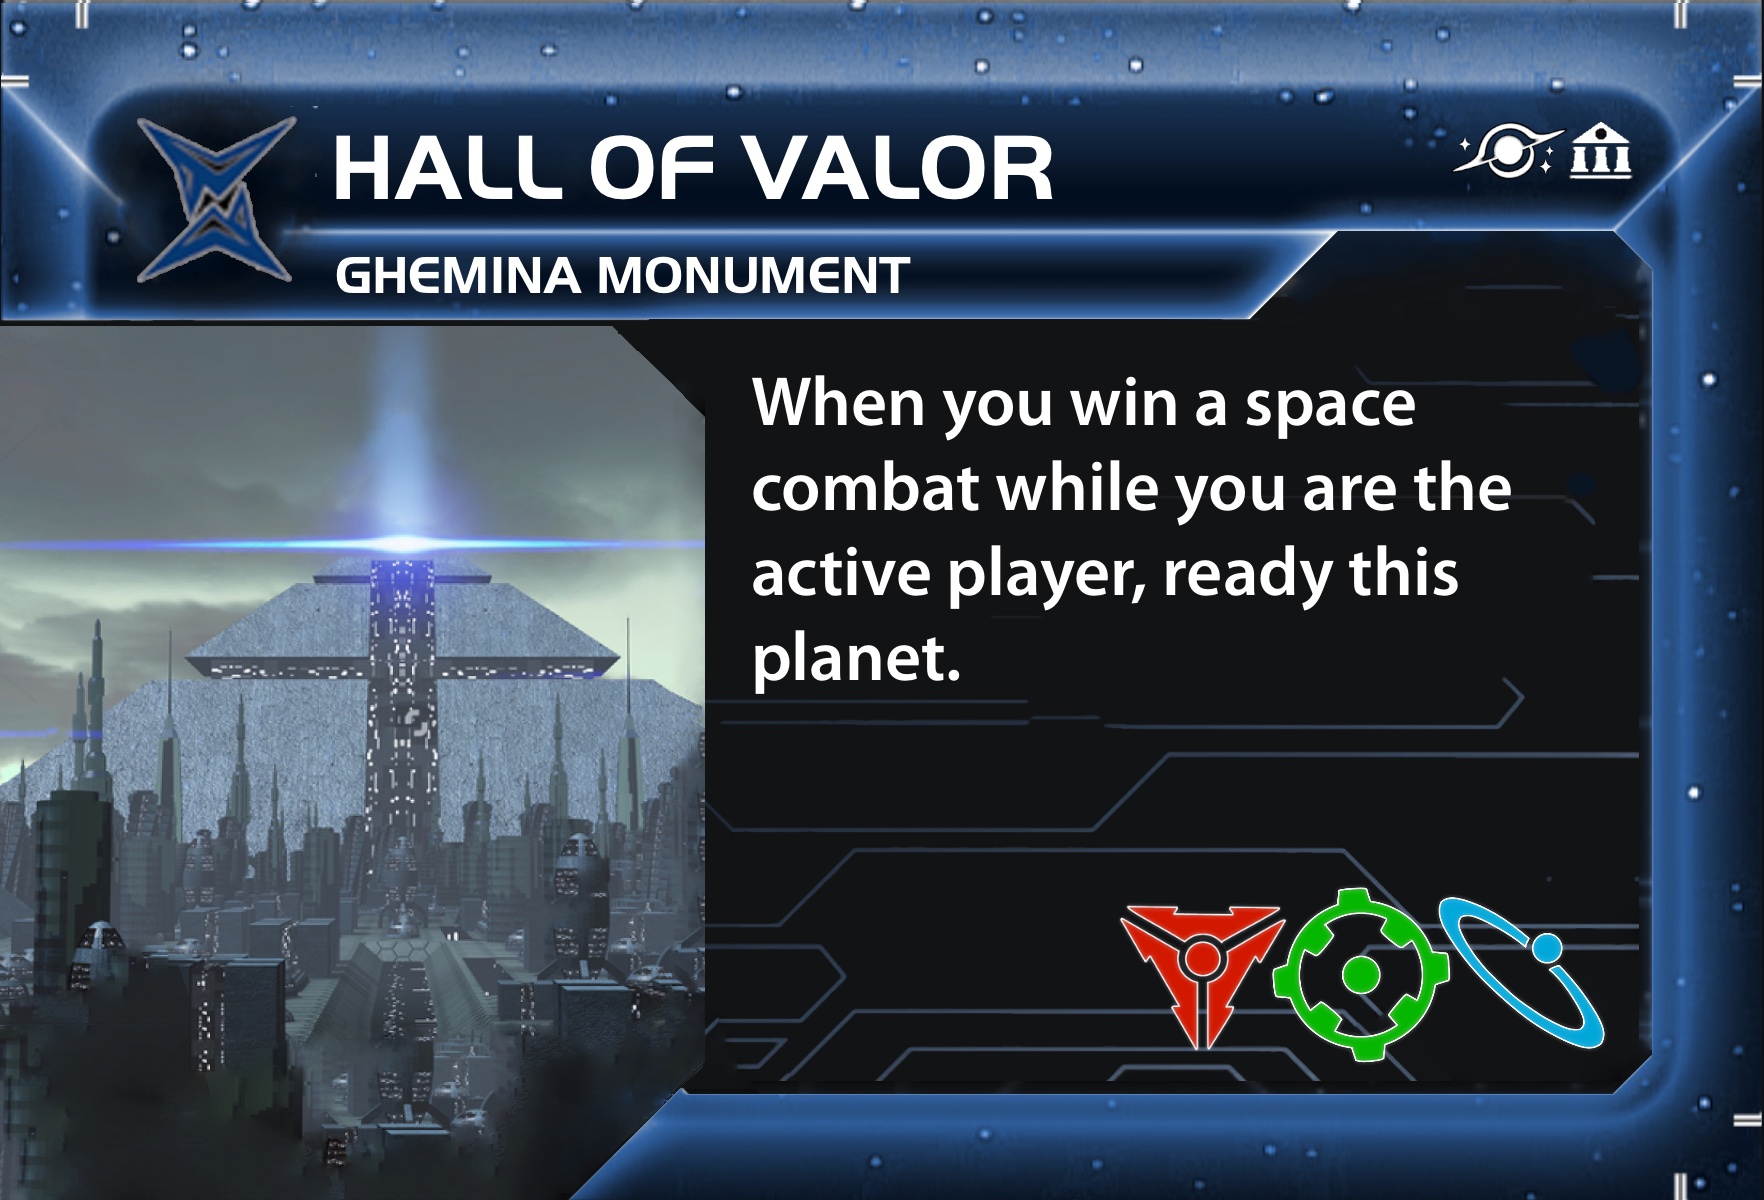 HALL OF VALOR
GHEMINA MONUMENT
When you win a space
combat while you are the
active player, ready this
planet.